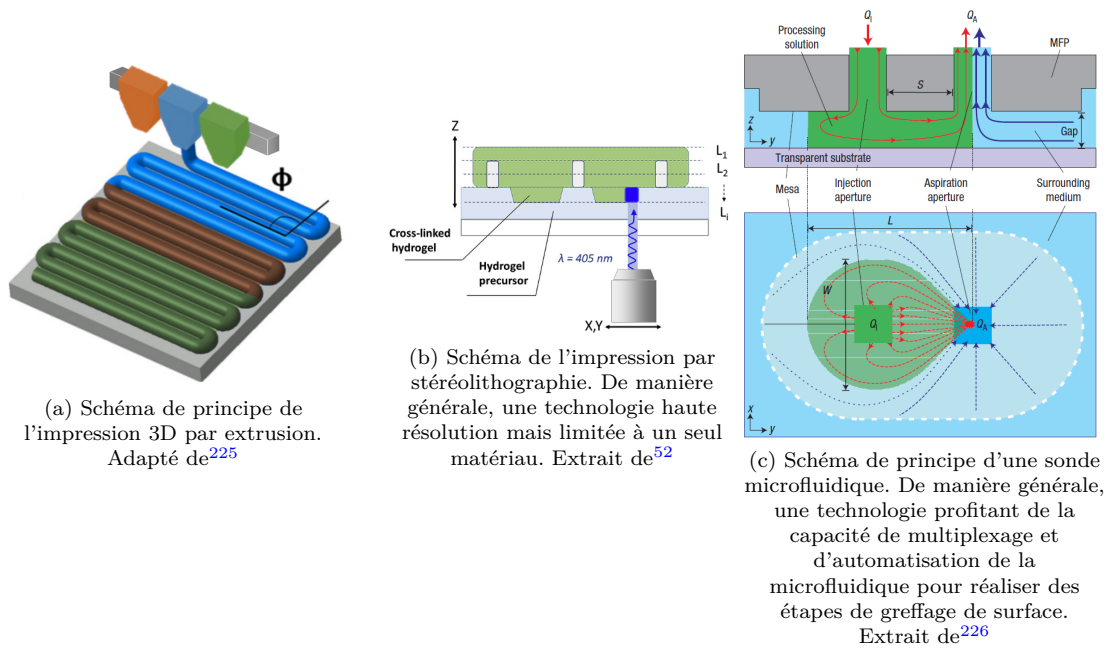 ϕ
(a) Schéma de principe de
l'impression 3D par extrusion.
Adapté de225
Z
L1
L2
Li
Cross-linked
hydrogel
Hydrogel
precursor
λ = 405 nm
X,Y
(b) Schéma de l'impression par
stéréolithographie. De manière
générale, une technologie haute
résolution mais limitée à un seul
matériau. Extrait de52
QI
QA
Processing
solution
MFP
S
z
y
Gap
Transparent substrate
Mesa
Injection
aperture
Aspiration
aperture
Surrounding
medium
L
W
QI
QA
x
y
(c) Schéma de principe d'une sonde
microfluidique. De manière générale,
une technologie profitant de la
capacité de multiplexage et
d'automatisation de la
microfluidique pour réaliser des
étapes de greffage de surface.
Extrait de226